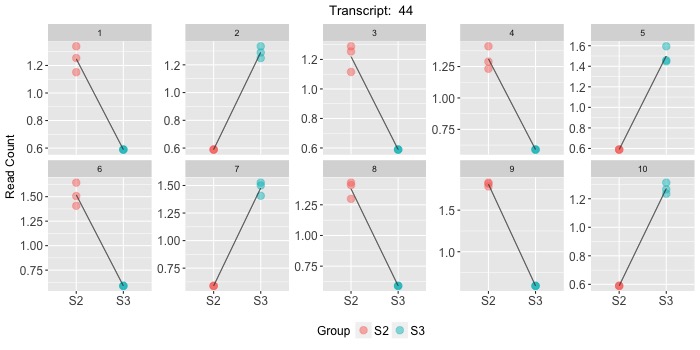 Transcript: 44
1 2 3 4 5
1.2 1.2 1.2 1.25 1.6
1.0 1.0 1.0 1.00 1.4
0.8 0.8 0.8 0.75 1.2
0.6 0.6 0.6 1.0
0.8
0.6
Read Count
6 7 8 9 10
1.50 1.50 1.25 1.5 1.2
1.25 1.25 1.00 1.0 1.0
1.00 1.00 0.75 0.8
0.75 0.75 0.6
S2 S3 S2 S3 S2 S3 S2 S3 S2 S3
Group S2 S3